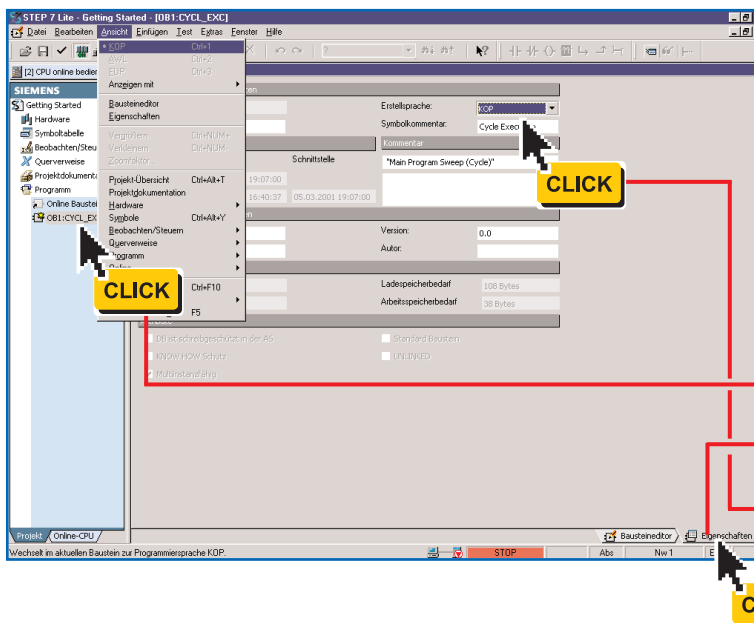 STEP 7 Lite - Getting Started - [OB1:CYCL_EXC]
Datei Bearbeiten Ansicht Einfügen Test Extras Fenster Hilfe
?
[2] CPU online bedier
SIEMENS
Getting Started
Hardware
Symboltabelle
Beobachten/Steu
Querverweise
Projektdokumenta
Programm
Online Baustei
OB1:CYCL_EX
KOP Ctrl+1
AWL Ctrl+2
FUP Ctrl+3
Anzeigen mit
Bausteineditor
Eigenschaften
Vergrößern Ctrl+NUM+
Verkleinern Ctrl+NUM-
Zoomfaktor...
Projekt-Übersicht Ctrl+Alt+T
Projektdokumentation
Hardware
Symbole Ctrl+Alt+Y
Beobachten/Steuern
Querverweise
Programm
Online
Ctrl+F10
F5
Erstellsprache: KOP
Symbolkommentar: Cycle Exec
Kommentar
Schnittstelle
"Main Program Sweep (Cycle)"
19:07:00
16:40:37 05.03.2001 19:07:00
Version: 0.0
Autor:
Ladespeicherbedarf 108 Bytes
Arbeitsspeicherbedarf 38 Bytes
DB ist schreibgeschützt in der AS
Standard Baustein
KNOW HOW Schutz
UNLINKED
Multiinstanzfähig
CLICK
CLICK
Projekt Online-CPU
Bausteineditor Eigenschaften
Wechselt im aktuellen Baustein zur Programmiersprache KOP.
STOP Abs Nw 1